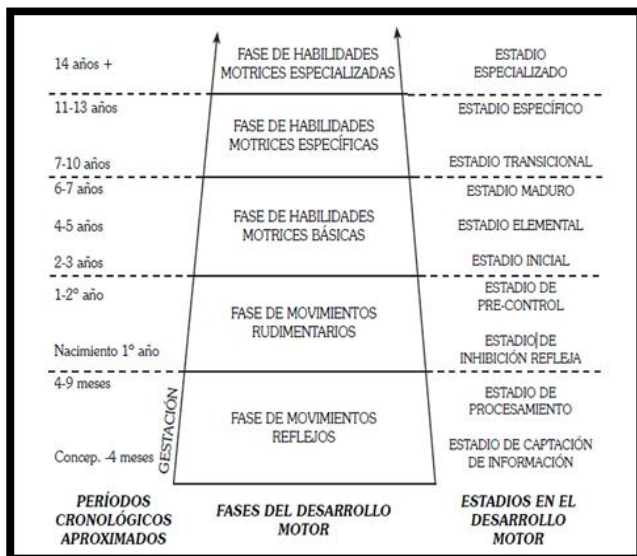 14 años +
FASE DE HABILIDADES
MOTRICES ESPECIALIZADAS
ESTADIO
ESPECIALIZADO
11-13 años
FASE DE HABILIDADES
MOTRICES ESPECÍFICAS
ESTADIO ESPECÍFICO
7-10 años
ESTADIO TRANSICIONAL
6-7 años
ESTADIO MADURO
FASE DE HABILIDADES
MOTRICES BÁSICAS
4-5 años
ESTADIO ELEMENTAL
2-3 años
ESTADIO INICIAL
1-2º año
ESTADIO DE
PRE-CONTROL
FASE DE MOVIMIENTOS
RUDIMENTARIOS
Nacimiento 1º año
ESTADIO DE
INHIBICIÓN REFLEJA
4-9 meses
ESTADIO DE
PROCESAMIENTO
GESTACIÓN
FASE DE MOVIMIENTOS
REFLEJOS
Concep. -4 meses
ESTADIO DE CAPTACIÓN
DE INFORMACIÓN
PERÍODOS
CRONOLÓGICOS
APROXIMADOS
FASES DEL DESARROLLO
MOTOR
ESTADIOS EN EL
DESARROLLO
MOTOR